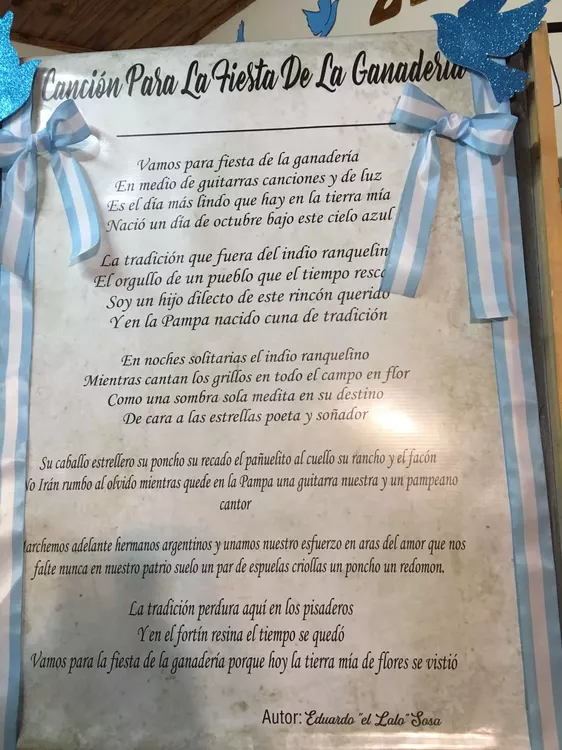 Canción Para La Fiesta De La Ganadería
Vamos para fiesta de la ganadería
En medio de guitarras canciones y de luz
Es el día más lindo que hay en la tierra mía
Nació un día de octubre bajo este cielo azul
La tradición que fuera del indio ranquelin
El orgullo de un pueblo que el tiempo resc
Soy un hijo dilecto de este rincón querido
Y en la Pampa nacido cuna de tradición
En noches solitarias el indio ranquelino
Mientras cantan los grillos en todo el campo en flor
Como una sombra sola medita en su destino
De cara a las estrellas poeta y soñador
Su caballo estrellero su poncho su recado el pañuelito al cuello su rancho y el facón
No Irán rumbo al olvido mientras quede en la Pampa una guitarra nuestra y un pampeano
cantor
archemos adelante hermanos argentinos y unamos nuestro esfuerzo en aras del amor que nos
falte nunca en nuestro patrio suelo un par de espuelas criollas un poncho un redomon.
La tradición perdura aquí en los pisaderos
Y en el fortín resina el tiempo se quedó
Vamos para la fiesta de la ganadería porque hoy la tierra mía de flores se vistió
Autor: Eduardo "el Lalo" Sosa